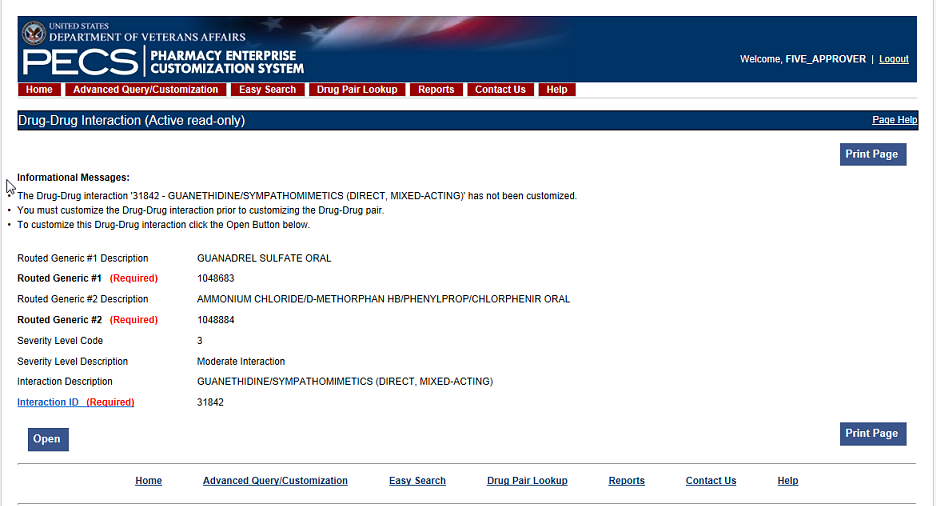 UNITED STATES
DEPARTMENT OF VETERANS AFFAIRS
PECS PHARMACY ENTERPRISE
CUSTOMIZATION SYSTEM
Welcome, FIVE_APPROVER | Logout
Home Advanced Query/Customization Easy Search Drug Pair Lookup Reports Contact Us Help
Drug-Drug Interaction (Active read-only) Page Help
Print Page
Informational Messages:
• The Drug-Drug interaction '31842 - GUANETHIDINE/SYMPATHOMIMETICS (DIRECT, MIXED-ACTING)' has not been customized.
• You must customize the Drug-Drug interaction prior to customizing the Drug-Drug pair.
• To customize this Drug-Drug interaction click the Open Button below.
Routed Generic #1 Description GUANADREL SULFATE ORAL
Routed Generic #1 (Required) 1048683
Routed Generic #2 Description AMMONIUM CHLORIDE/D-METHORPHAN HB/PHENYLPROP/CHLORPHENIR ORAL
Routed Generic #2 (Required) 1048884
Severity Level Code 3
Severity Level Description Moderate Interaction
Interaction Description GUANETHIDINE/SYMPATHOMIMETICS (DIRECT, MIXED-ACTING)
Interaction ID (Required) 31842
Open Print Page
Home Advanced Query/Customization Easy Search Drug Pair Lookup Reports Contact Us Help